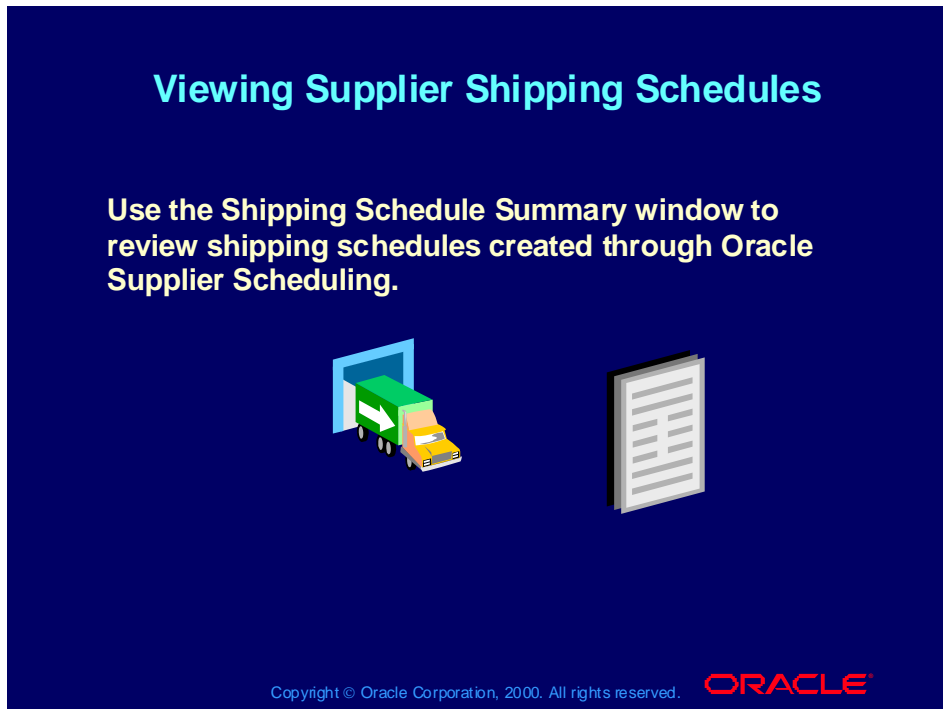 Viewing Supplier Shipping Schedules
Use the Shipping Schedule Summary window to
review shipping schedules created through Oracle
Supplier Scheduling.
Copyright © Oracle Corporation, 2000. All rights reserved.
ORACLE®